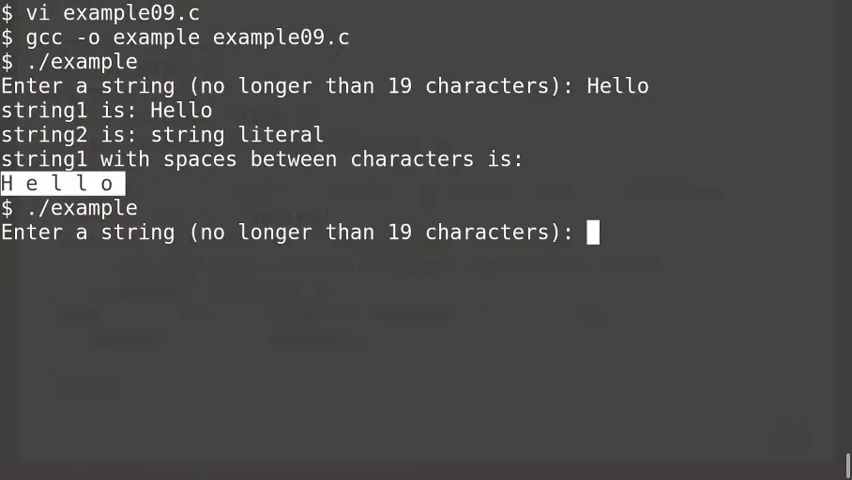 $ vi example09.c
$ gcc -o example example09.c
$ ./example
Enter a string (no longer than 19 characters): Hello
string1 is: Hello
string2 is: string literal
string1 with spaces between characters is:
H e l l o
$ ./example
Enter a string (no longer than 19 characters):